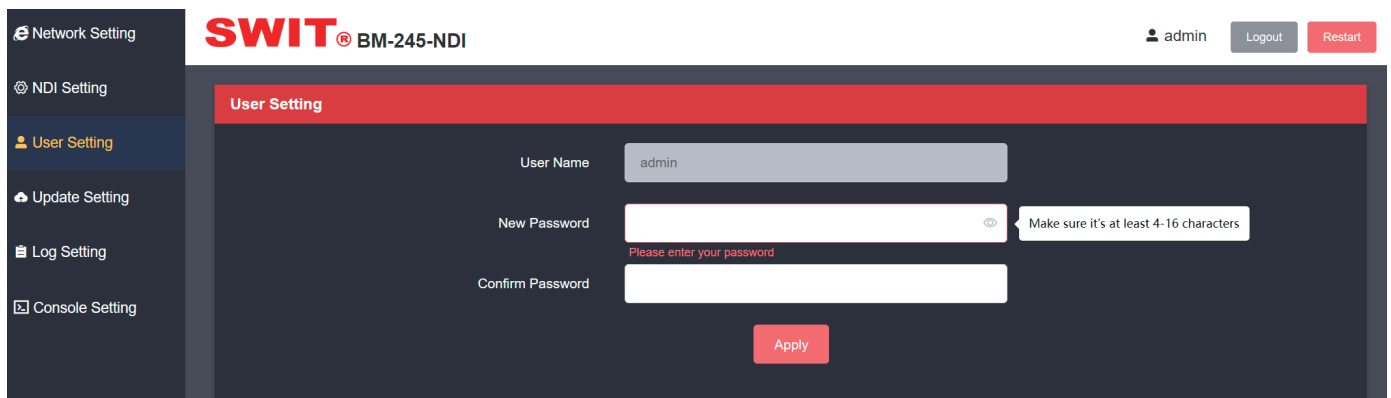 Network Setting
NDI Setting
User Setting
Update Setting
Log Setting
Console Setting
SWIT® BM-245-NDI
admin
Logout
Restart
User Setting
User Name
admin
New Password
Make sure it's at least 4-16 characters
Please enter your password
Confirm Password
Apply